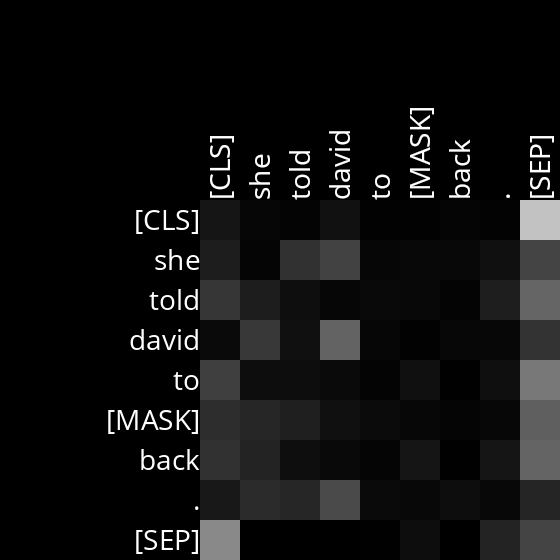 [CLS] she told david to [MASK] back . [SEP]
[CLS]
she
told
david
to
[MASK]
back
.
[SEP]